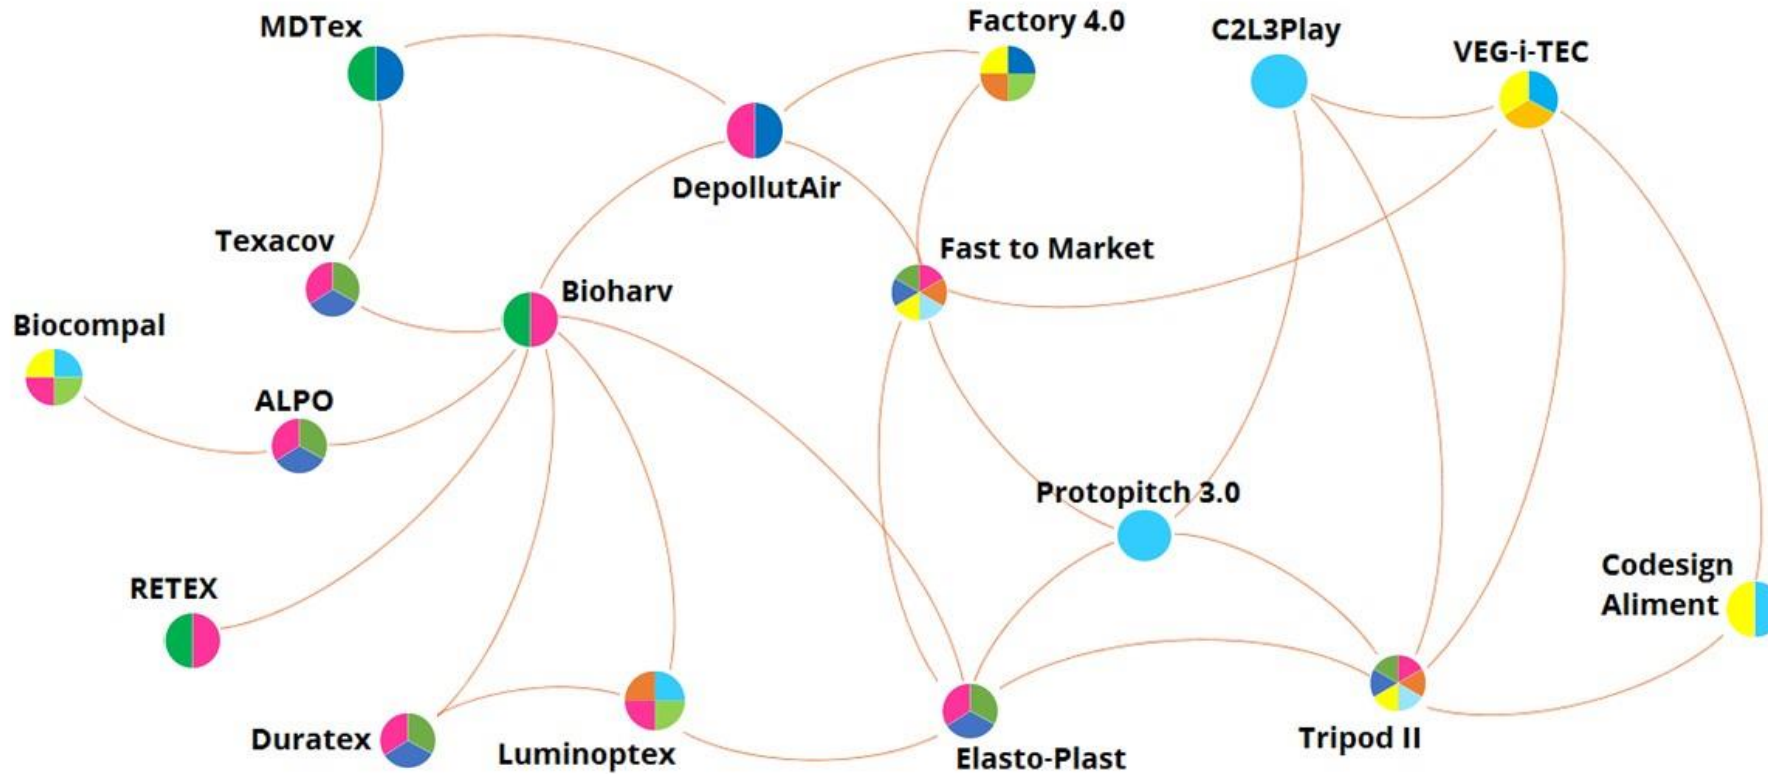 MDTex
Factory 4.0
C2L3Play
VEG-i-TEC
DepollutAir
Texacov
Fast to Market
Bioharv
Biocompal
ALPO
Protopitch 3.0
RETEX
Codesign
Aliment
Duratex
Luminoptex
Elasto-Plast
Tripod II